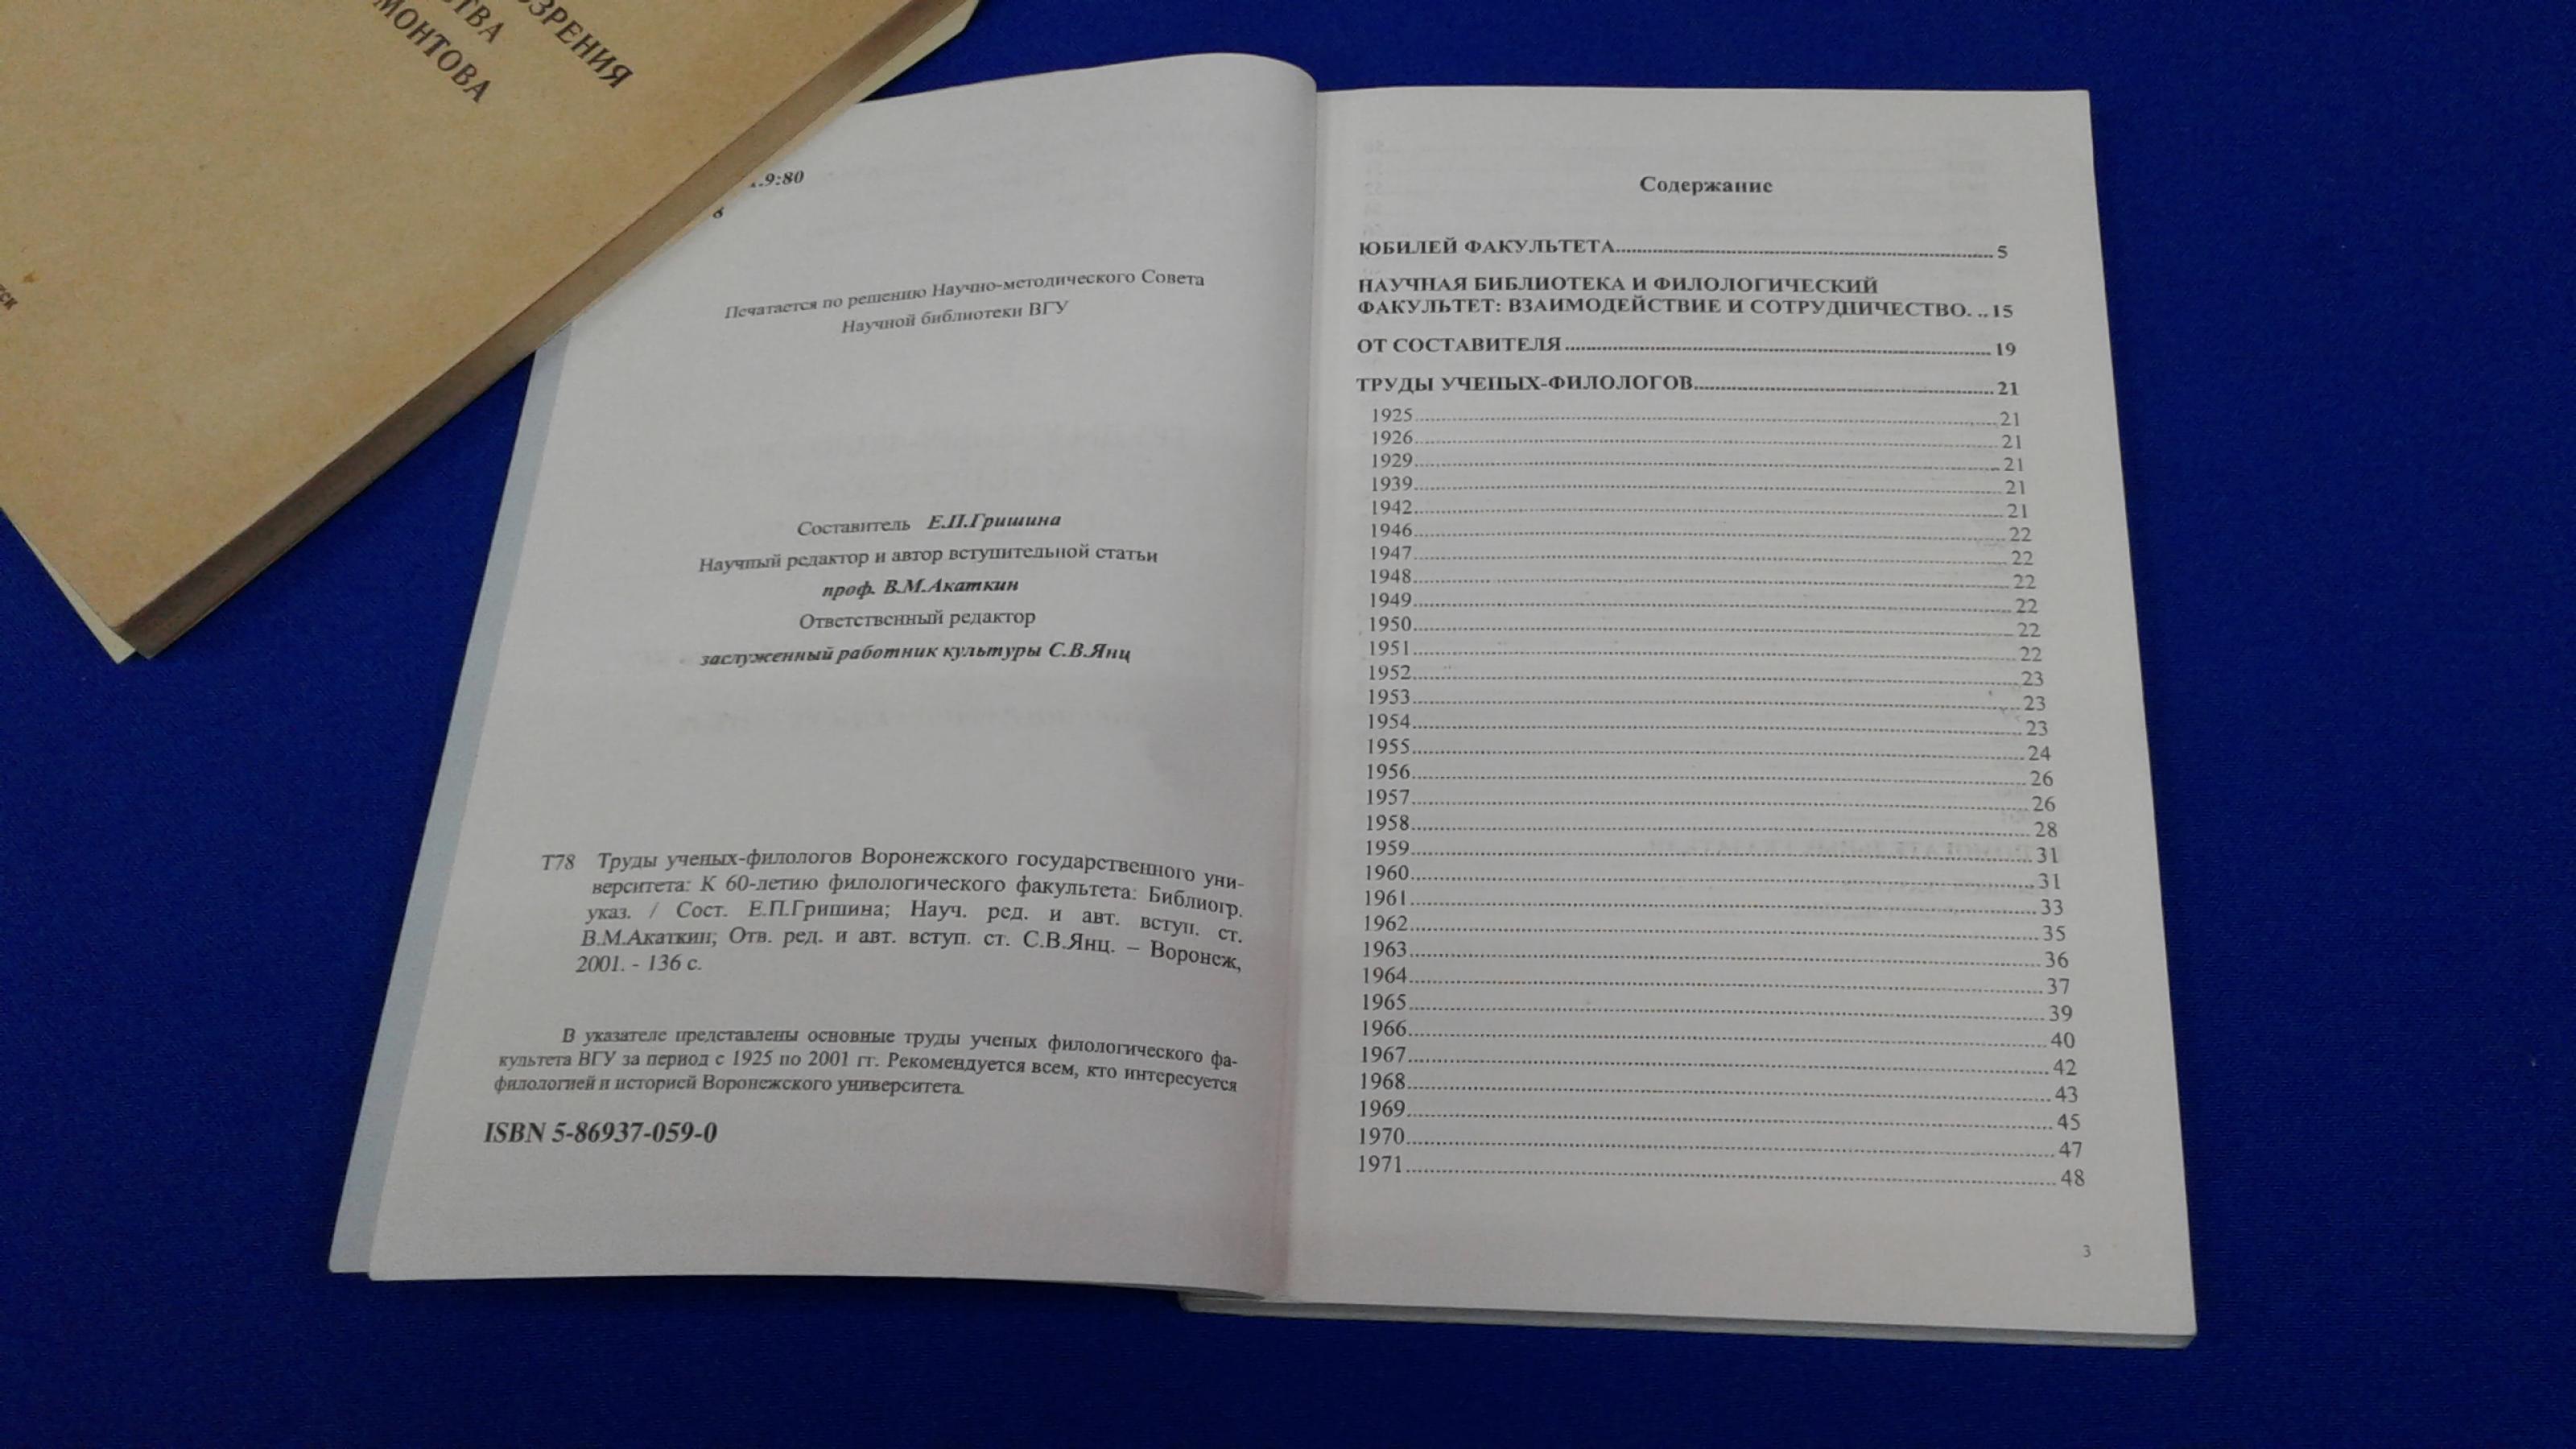 ЗРЕНИЯ
ТВА
МОНТОВА
.9:80
8
Печатается по решению Научно-методического Совета
Научной библиотеки ВГУ
Составитель Е.П.Гришина
Научный редактор и автор вступительной статьи
проф. В.М.Акаткин
Ответственный редактор
заслуженный работник культуры С.В.Янц
Т78 Труды ученых-филологов Воронежского государственного уни-
верситета: К 60-летию филологического факультета: Библиогр.
указ. / Сост. Е.П.Гришина; Науч. ред. и авт. вступ. ст.
В.М.Акаткин; Отв. ред. и авт. вступ. ст. С.В.Янц. – Воронеж,
2001. - 136 с.
В указателе представлены основные труды ученых филологического фа-
культета ВГУ за период с 1925 по 2001 гг. Рекомендуется всем, кто интересуется
филологией и историей Воронежского университета.
ISBN 5-86937-059-0
Содержание
ЮБИЛЕЙ ФАКУЛЬТЕТА.......... 5
НАУЧНАЯ БИБЛИОТЕКА И ФИЛОЛОГИЧЕСКИЙ
ФАКУЛЬТЕТ: ВЗАИМОДЕЙСТВИЕ И СОТРУДНИЧЕСТВО. .. 15
ОТ СОСТАВИТЕЛЯ.......... 19
ТРУДЫ УЧЕНЫХ-ФИЛОЛОГОВ.......... 21
1925.......... 21
1926.......... 21
1929.......... 21
1939.......... 21
1942.......... 21
1946.......... 22
1947.......... 22
1948.......... 22
1949.......... 22
1950.......... 22
1951.......... 22
1952.......... 23
1953.......... 23
1954.......... 23
1955.......... 24
1956.......... 26
1957.......... 26
1958.......... 28
1959.......... 31
1960.......... 31
1961.......... 33
1962.......... 35
1963.......... 36
1964.......... 37
1965.......... 39
1966.......... 40
1967.......... 42
1968.......... 43
1969.......... 45
1970.......... 47
1971.......... 48
3